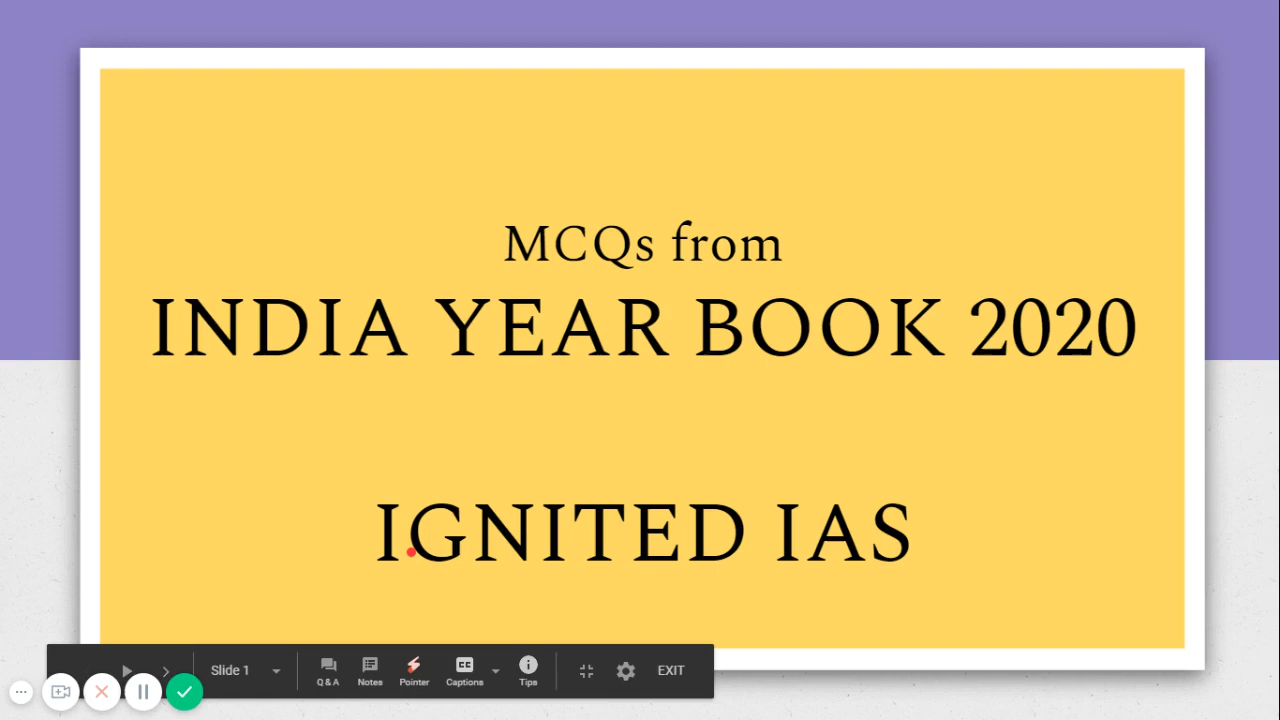 MCQs from
INDIA YEAR BOOK 2020
IGNITED IAS
Slide 1
Q & A Notes Pointer Captions Tips EXIT